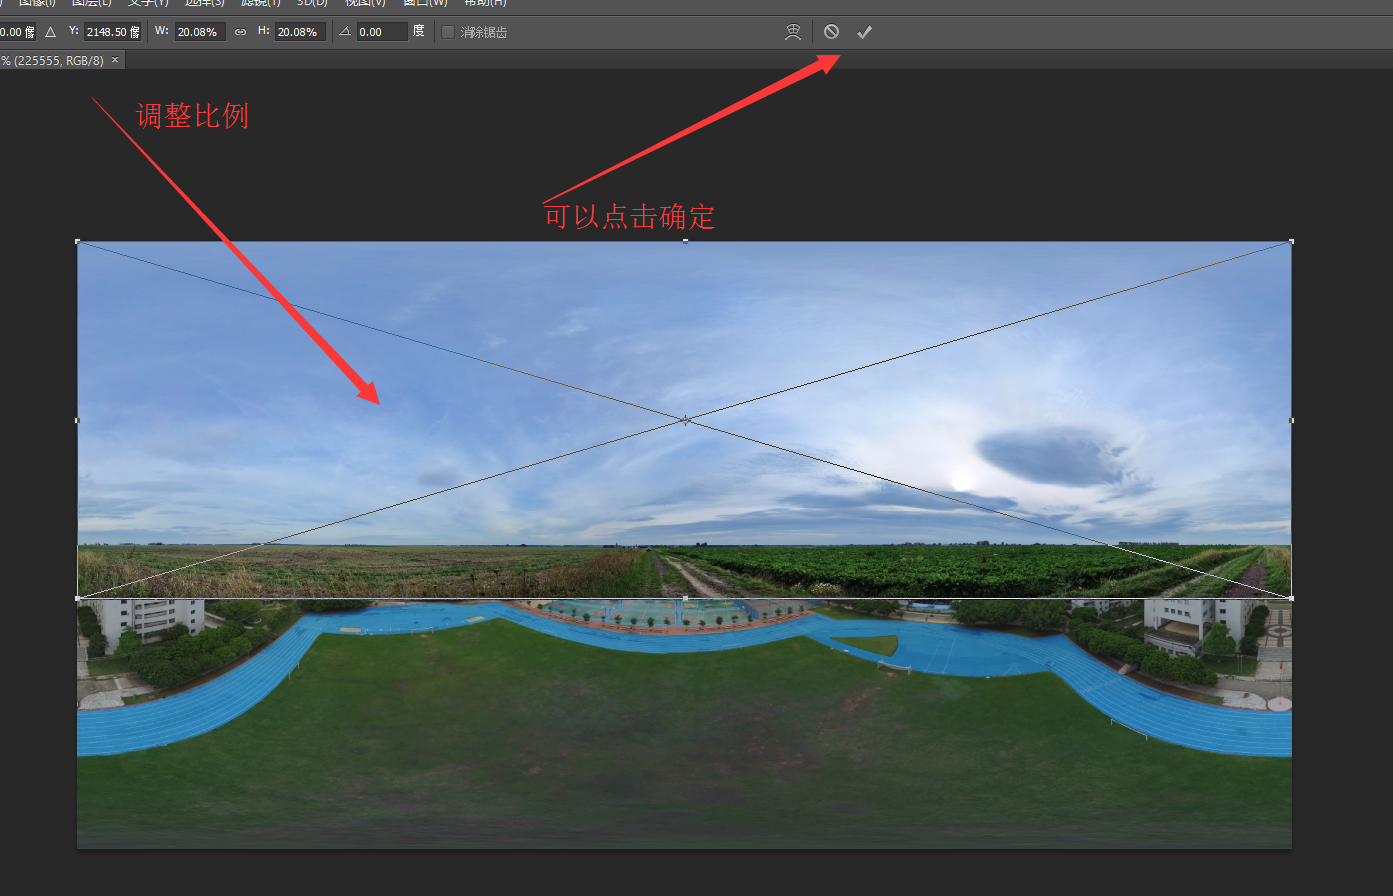 图像(I) 图层(L) 文字(Y) 选择(S) 滤镜(T) 3D(D) 视图(V) 窗口(W) 帮助(H)
0.00 像 Y: 2148.50 像 W: 20.08% H: 20.08% 0.00 度 消除锯齿
% (225555, RGB/8) ×
调整比例
可以点击确定